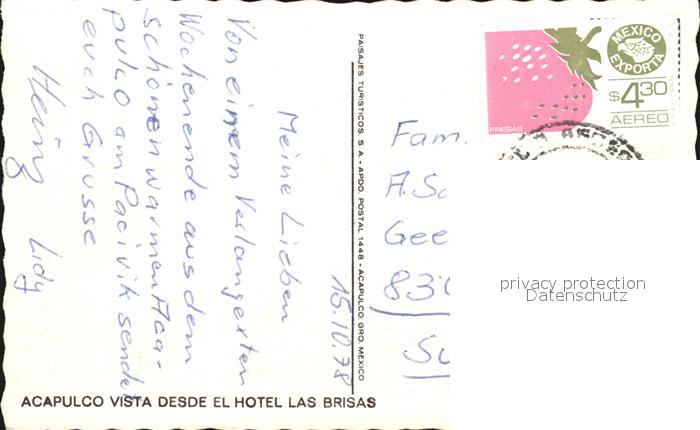 15.10.78
Meine Lieben
Von einem Verlängerten
Wochenende aus dem
schönen warmen Aca-
pulco am Pacivik sendet
euch Grüsse
Heinz Lidy
PAISAJES TURISTICOS, S. A. - APDO. POSTAL 1448 - ACAPULCO, GRO. MEXICO
MEXICO
EXPORTA
$4.30
AEREO
FRESAS
Fam.
A. Sc
Gee
830
privacy protection
Datenschutz
ACAPULCO VISTA DESDE EL HOTEL LAS BRISAS